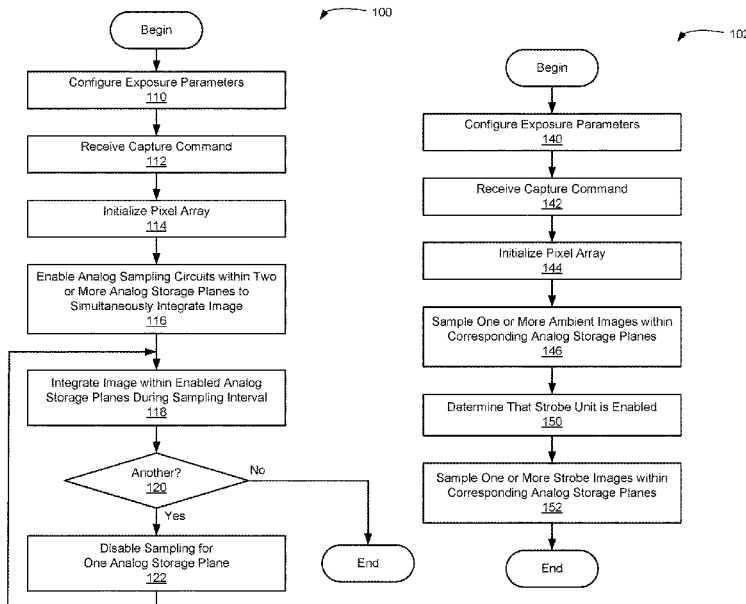 100
Begin
Configure Exposure Parameters
110
Receive Capture Command
112
Initialize Pixel Array
114
Enable Analog Sampling Circuits within Two
or More Analog Storage Planes to
Simultaneously Integrate Image
116
Integrate Image within Enabled Analog
Storage Planes During Sampling Interval
118
Another?
120
No
Yes
Disable Sampling for
One Analog Storage Plane
122
End
102
Begin
Configure Exposure Parameters
140
Receive Capture Command
142
Initialize Pixel Array
144
Sample One or More Ambient Images within
Corresponding Analog Storage Planes
146
Determine That Strobe Unit is Enabled
150
Sample One or More Strobe Images within
Corresponding Analog Storage Planes
152
End